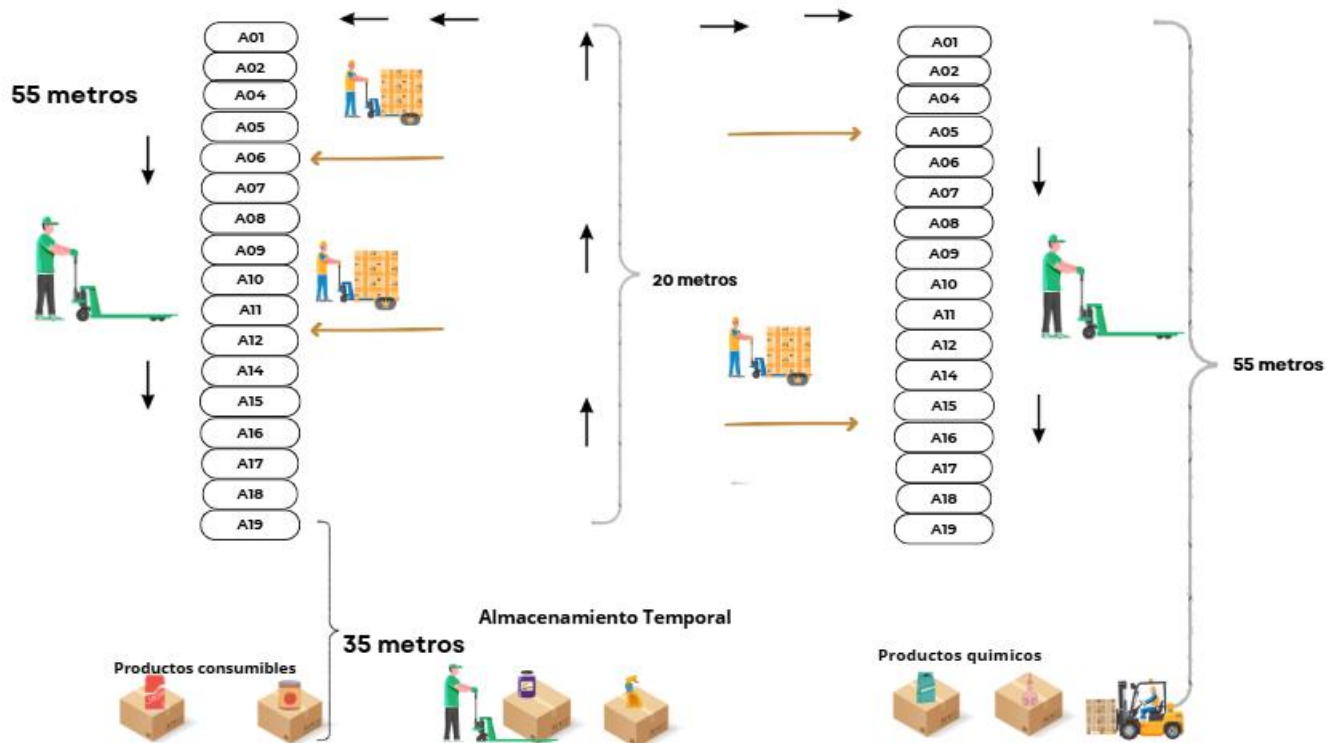 A01
A02
A04
A05
A06
A07
A08
A09
A10
A11
A12
A14
A15
A16
A17
A18
A19
55 metros
20 metros
A01
A02
A04
A05
A06
A07
A08
A09
A10
A11
A12
A14
A15
A16
A17
A18
A19
55 metros
35 metros
Almacenamiento Temporal
Productos consumibles
Productos quimicos